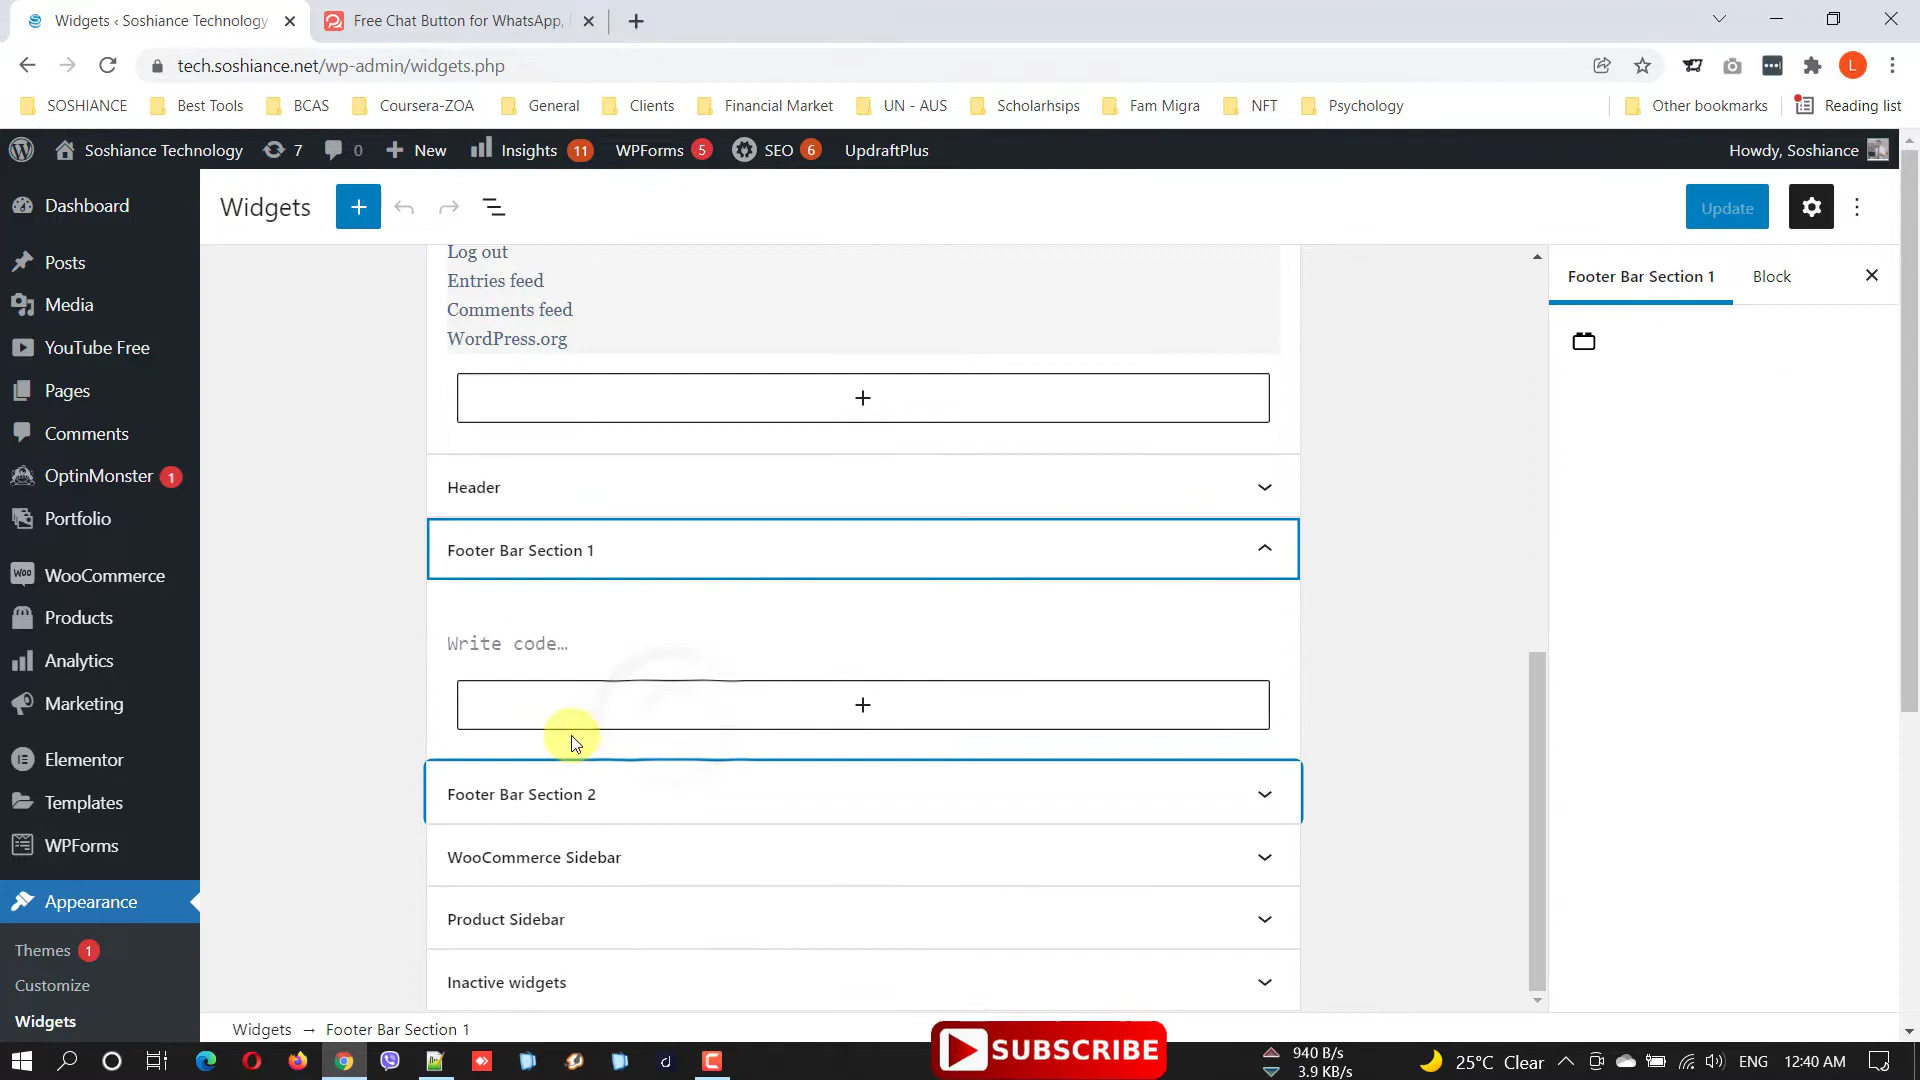 Widgets ‹ Soshiance Technology
Free Chat Button for WhatsApp,
tech.soshiance.net/wp-admin/widgets.php
L
SOSHIANCE
Best Tools
BCAS
Coursera-ZOA
General
Clients
Financial Market
UN - AUS
Scholarhsips
Fam Migra
NFT
Psychology
Other bookmarks
Reading list
Soshiance Technology
7
0
New
Insights 11
WPForms 5
SEO 6
UpdraftPlus
Howdy, Soshiance
Dashboard
Posts
Media
YouTube Free
Pages
Comments
OptinMonster 1
Portfolio
Woo WooCommerce
Products
Analytics
Marketing
Elementor
Templates
WPForms
Appearance
Themes 1
Customize
Widgets
Widgets
Update
Log out
Entries feed
Comments feed
WordPress.org
Header
Footer Bar Section 1
Write code…
Footer Bar Section 2
WooCommerce Sidebar
Product Sidebar
Inactive widgets
Widgets → Footer Bar Section 1
Footer Bar Section 1
Block
SUBSCRIBE
940 B/s
3.9 KB/s
25°C Clear
ENG
12:40 AM